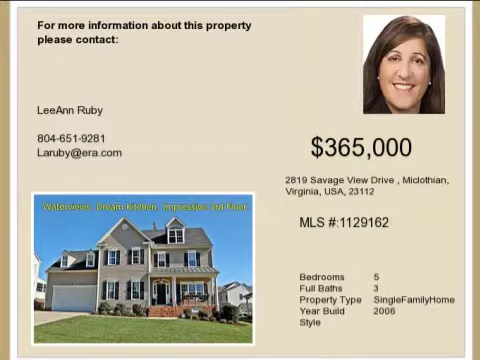 For more information about this property
please contact:
LeeAnn Ruby
804-651-9281
Laruby@era.com
$365,000
2819 Savage View Drive , Miclothian,
Virginia, USA, 23112
MLS #:1129162
Waterviews, Dream Kitchen, Impressive 3rd Floor
Bedrooms 5
Full Baths 3
Property Type SingleFamilyHome
Year Build 2006
Style